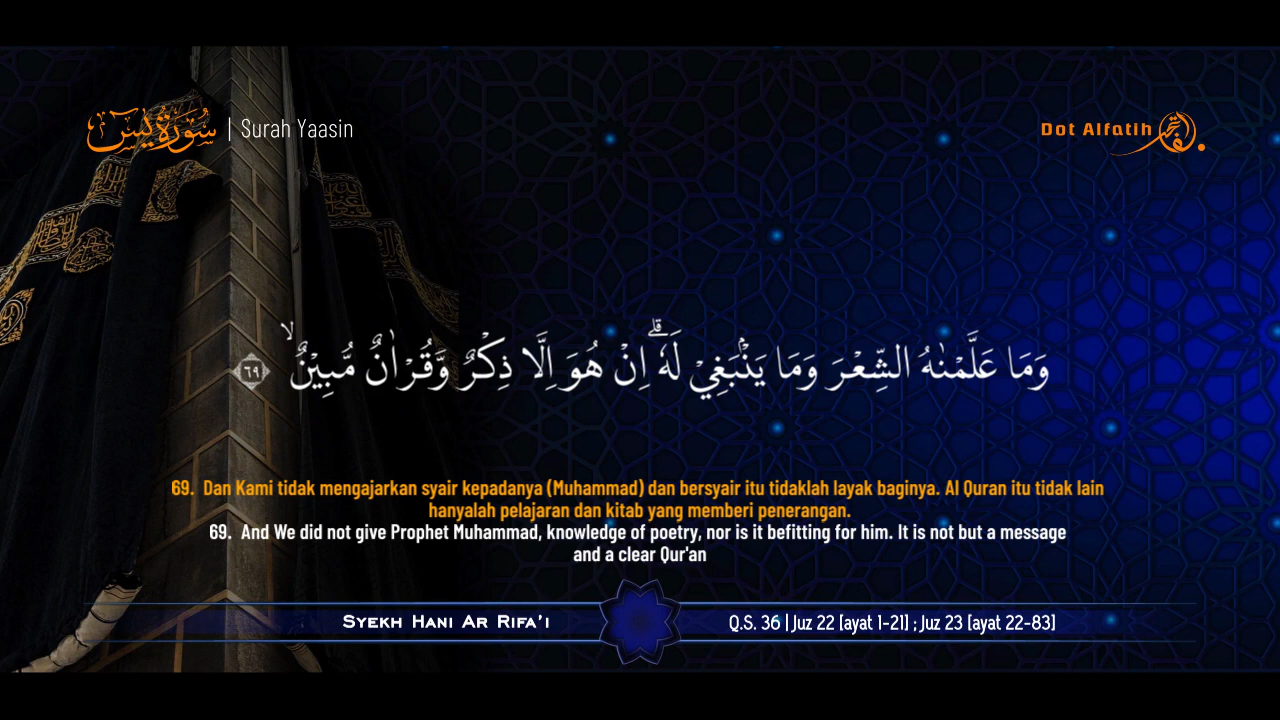 سُوْرَةُ يٰسٓ | Surah Yaasin
Dot Alfatih
وَمَا عَلَّمْنٰهُ الشِّعْرَ وَمَا يَنْۢبَغِيْ لَهٗ ۗاِنْ هُوَ اِلَّا ذِكْرٌ وَّقُرْاٰنٌ مُّبِيْنٌ ۙ ٦٩
69. Dan Kami tidak mengajarkan syair kepadanya (Muhammad) dan bersyair itu tidaklah layak baginya. Al Quran itu tidak lain
hanyalah pelajaran dan kitab yang memberi penerangan.
69. And We did not give Prophet Muhammad, knowledge of poetry, nor is it befitting for him. It is not but a message
and a clear Qur'an
Syekh Hani Ar Rifa'i
Q.S. 36 | Juz 22 [ayat 1-21] ; Juz 23 [ayat 22-83]